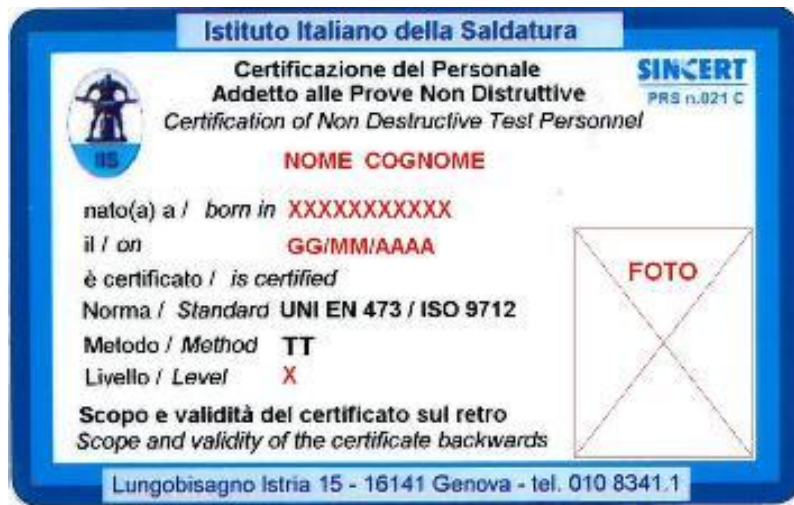 Istituto Italiano della Saldatura
Certificazione del Personale
Addetto alle Prove Non Distruttive
Certification of Non Destructive Test Personnel
SINCERT
PRS n.021 C
IIS
NOME COGNOME
nato(a) a / born in XXXXXXXXXXX
il / on GG/MM/AAAA
è certificato / is certified
Norma / Standard UNI EN 473 / ISO 9712
Metodo / Method TT
Livello / Level X
FOTO
Scopo e validità del certificato sul retro
Scope and validity of the certificate backwards
Lungobisagno Istria 15 - 16141 Genova - tel. 010 8341.1